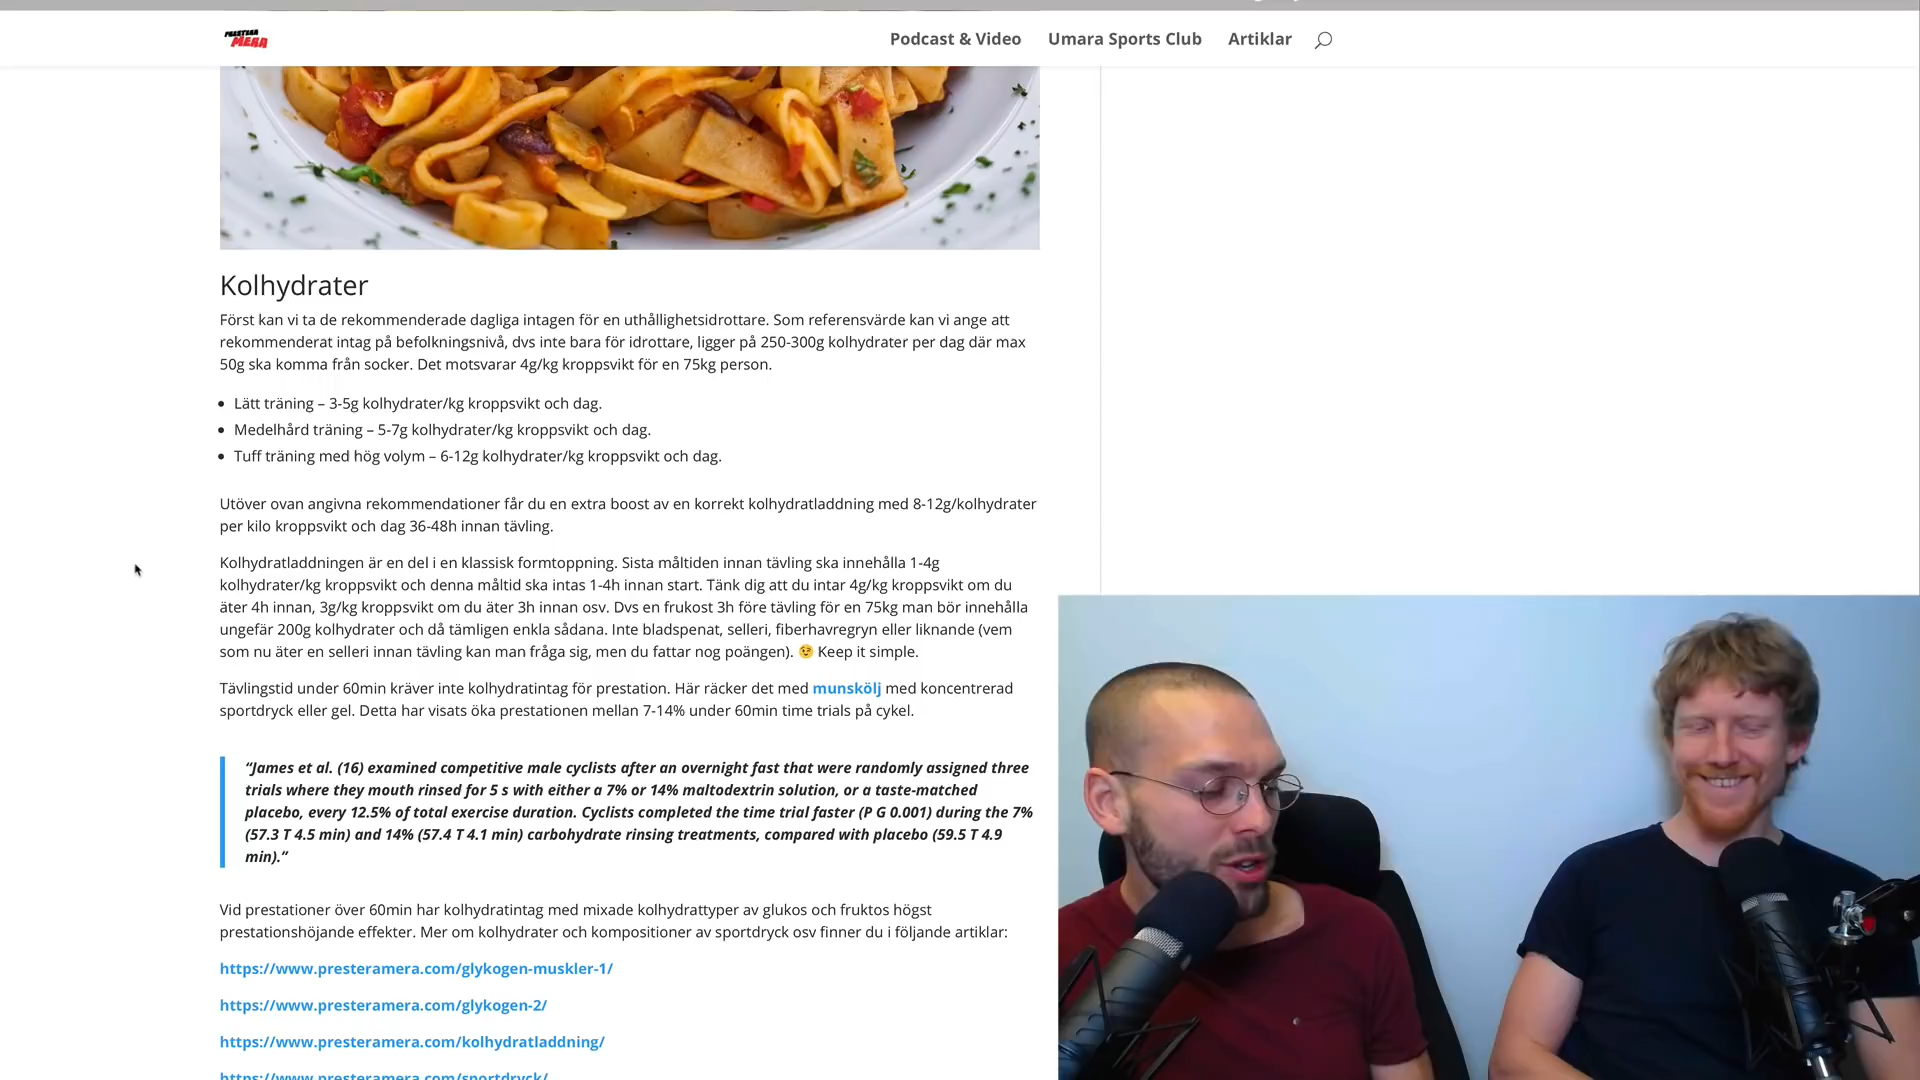 PRESTERA
MERA
Podcast & Video
Umara Sports Club
Artiklar
Kolhydrater
Först kan vi ta de rekommenderade dagliga intagen för en uthållighetsidrottare. Som referensvärde kan vi ange att
rekommenderat intag på befolkningsnivå, dvs inte bara för idrottare, ligger på 250-300g kolhydrater per dag där max
50g ska komma från socker. Det motsvarar 4g/kg kroppsvikt för en 75kg person.
• Lätt träning – 3-5g kolhydrater/kg kroppsvikt och dag.
• Medelhård träning – 5-7g kolhydrater/kg kroppsvikt och dag.
• Tuff träning med hög volym – 6-12g kolhydrater/kg kroppsvikt och dag.
Utöver ovan angivna rekommendationer får du en extra boost av en korrekt kolhydratladdning med 8-12g/kolhydrater
per kilo kroppsvikt och dag 36-48h innan tävling.
Kolhydratladdningen är en del i en klassisk formtoppning. Sista måltiden innan tävling ska innehålla 1-4g
kolhydrater/kg kroppsvikt och denna måltid ska intas 1-4h innan start. Tänk dig att du intar 4g/kg kroppsvikt om du
äter 4h innan, 3g/kg kroppsvikt om du äter 3h innan osv. Dvs en frukost 3h före tävling för en 75kg man bör innehålla
ungefär 200g kolhydrater och då tämligen enkla sådana. Inte bladspenat, selleri, fiberhavregryn eller liknande (vem
som nu äter en selleri innan tävling kan man fråga sig, men du fattar nog poängen). 😉 Keep it simple.
Tävlingstid under 60min kräver inte kolhydratintag för prestation. Här räcker det med munskölj med koncentrerad
sportdryck eller gel. Detta har visats öka prestationen mellan 7-14% under 60min time trials på cykel.
“James et al. (16) examined competitive male cyclists after an overnight fast that were randomly assigned three
trials where they mouth rinsed for 5 s with either a 7% or 14% maltodextrin solution, or a taste-matched
placebo, every 12.5% of total exercise duration. Cyclists completed the time trial faster (P G 0.001) during the 7%
(57.3 T 4.5 min) and 14% (57.4 T 4.1 min) carbohydrate rinsing treatments, compared with placebo (59.5 T 4.9
min).”
Vid prestationer över 60min har kolhydratintag med mixade kolhydrattyper av glukos och fruktos högst
prestationshöjande effekter. Mer om kolhydrater och kompositioner av sportdryck osv finner du i följande artiklar:
https://www.presteramera.com/glykogen-muskler-1/
https://www.presteramera.com/glykogen-2/
https://www.presteramera.com/kolhydratladdning/
https://www.presteramera.com/sportdryck/